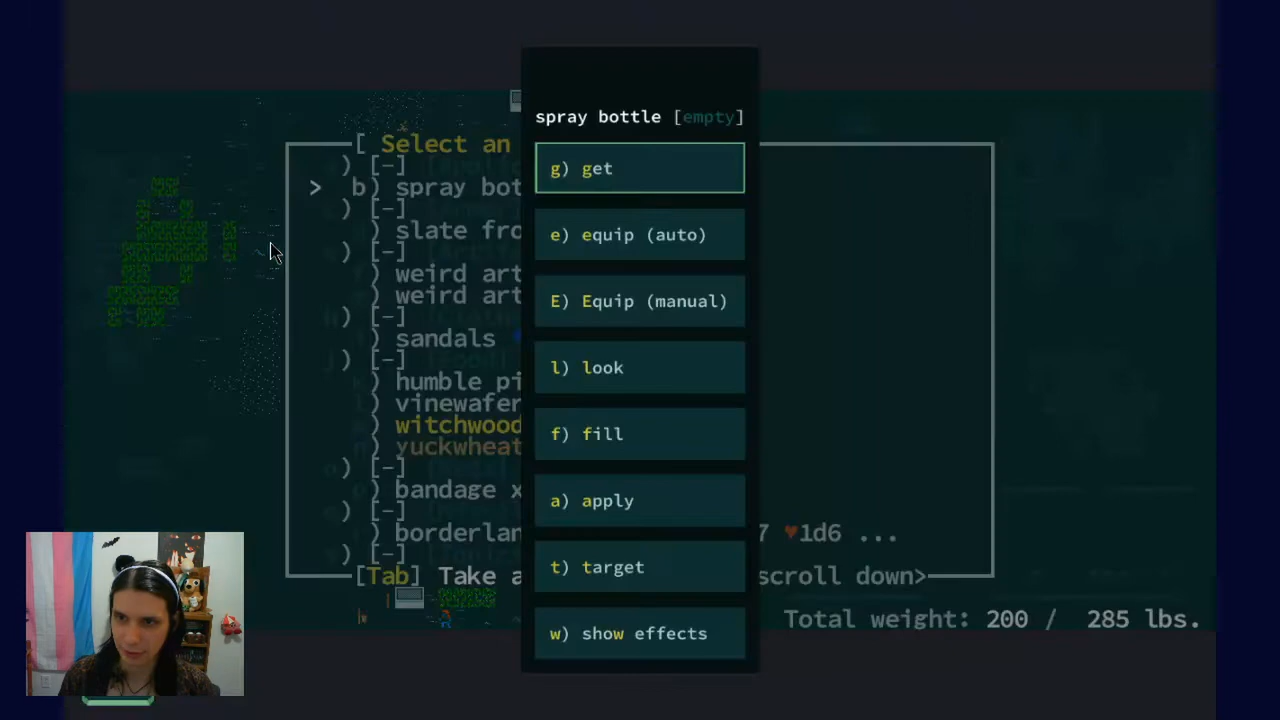 spray bottle [empty]
g) get
e) equip (auto)
E) Equip (manual)
l) look
f) fill
a) apply
t) target
w) show effects
[ Select an
) [-]
> b) spray bot
) [-]
) slate fro
) [-]
) weird art
) weird art
) [-]
) sandals
) [-]
) humble pi
) vinewafer
) witchwood
) yuckwheat
) [-]
) bandage x
) [-]
) borderlan
7 ♥1d6 ...
) [-]
[Tab] Take a
scroll down>
Total weight: 200 / 285 lbs.